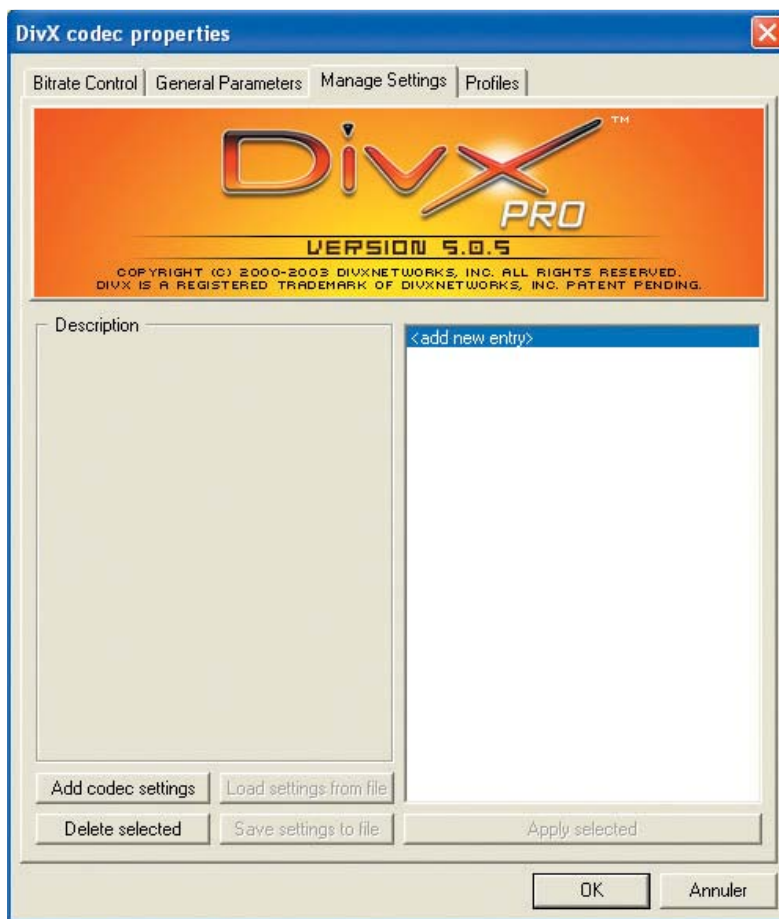 DivX codec properties
Bitrate Control General Parameters Manage Settings Profiles
DivX TM
PRO
VERSION 5.0.5
COPYRIGHT (C) 2000-2003 DIVXNETWORKS, INC. ALL RIGHTS RESERVED.
DIVX IS A REGISTERED TRADEMARK OF DIVXNETWORKS, INC. PATENT PENDING.
Description
<add new entry>
Add codec settings Load settings from file
Delete selected Save settings to file Apply selected
OK Annuler